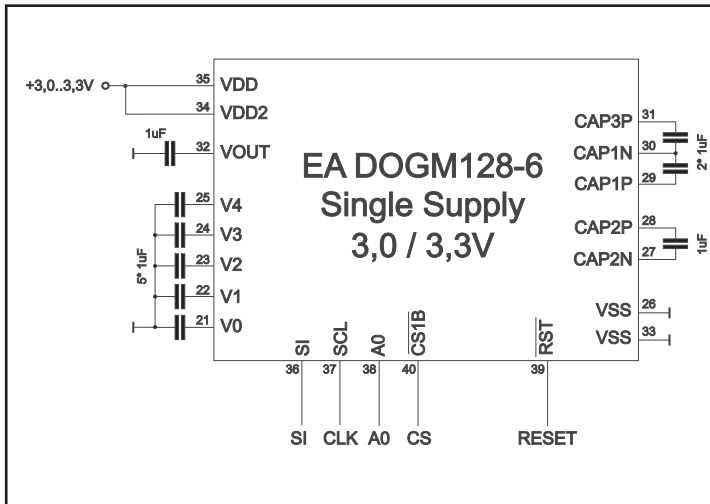 +3,0..3,3V
35 VDD
34 VDD2
1uF
32 VOUT
25 V4
24 V3
23 V2
22 V1
21 V0
5* 1uF
EA DOGM128-6
Single Supply
3,0 / 3,3V
CAP3P 31
CAP1N 30
CAP1P 29
2* 1uF
CAP2P 28
CAP2N 27
1uF
VSS 26
VSS 33
SI SCL A0 CS1B RST
36 37 38 40 39
SI CLK A0 CS RESET